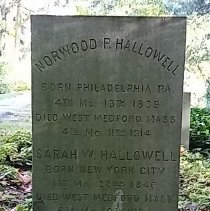 NORWOOD P. HALLOWELL
BORN PHILADELPHIA PA.
4TH MO. 13TH 1839
DIED WEST MEDFORD MASS
4TH MO. 11TH 1914
SARAH W. HALLOWELL
BORN NEW YORK CITY
1ST MO. 22ND 1846
DIED WEST MEDFORD MASS